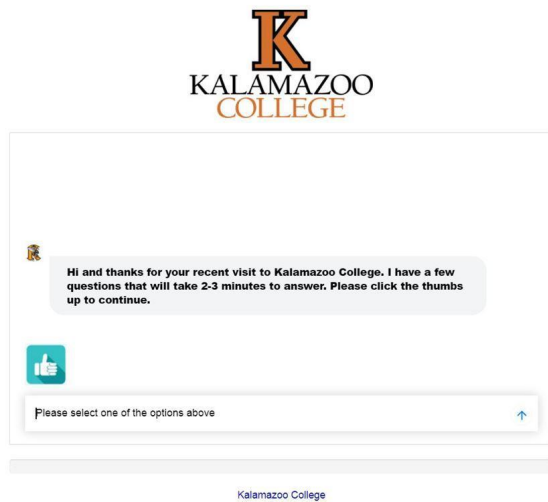 K
KALAMAZOO
COLLEGE
Hi and thanks for your recent visit to Kalamazoo College. I have a few
questions that will take 2-3 minutes to answer. Please click the thumbs
up to continue.
Please select one of the options above
Kalamazoo College